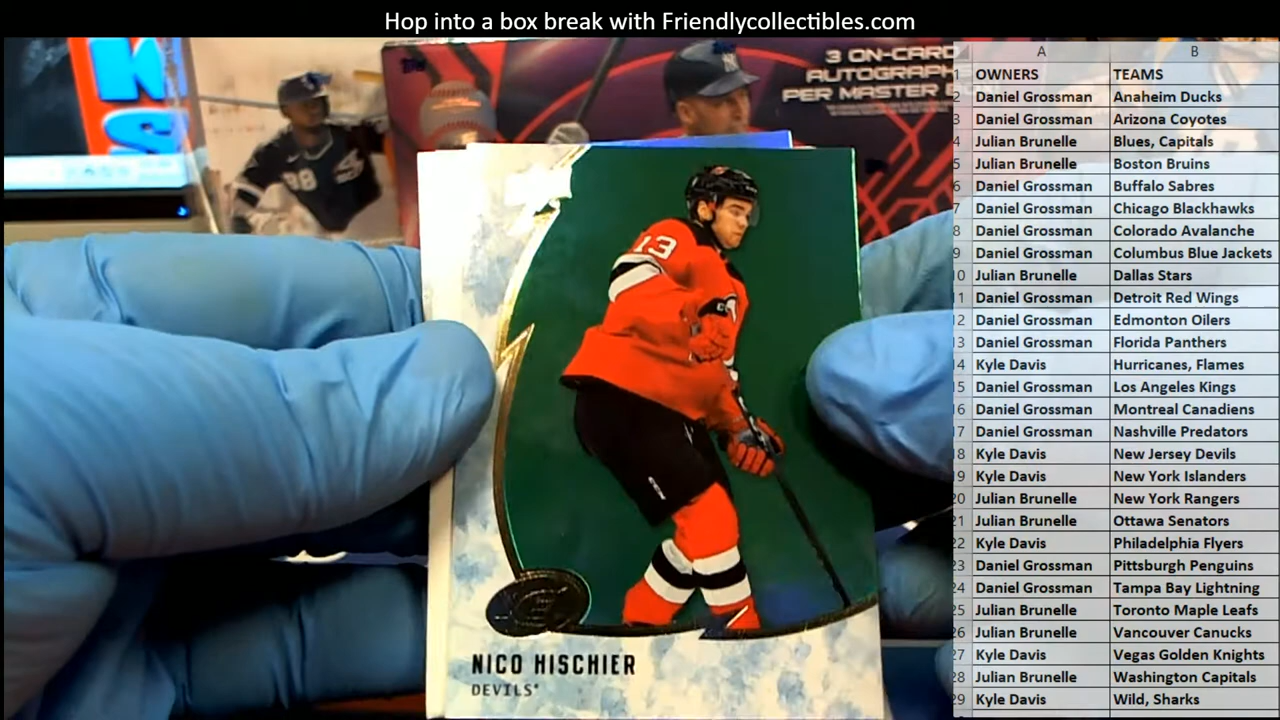 Hop into a box break with Friendlycollectibles.com
K
S
3 ON-CARD
AUTOGRAPH
PER MASTER
98
13
NICO HISCHIER
DEVILS
A B
1 OWNERS TEAMS
2 Daniel Grossman Anaheim Ducks
3 Daniel Grossman Arizona Coyotes
4 Julian Brunelle Blues, Capitals
5 Julian Brunelle Boston Bruins
6 Daniel Grossman Buffalo Sabres
7 Daniel Grossman Chicago Blackhawks
8 Daniel Grossman Colorado Avalanche
9 Daniel Grossman Columbus Blue Jackets
10 Julian Brunelle Dallas Stars
11 Daniel Grossman Detroit Red Wings
12 Daniel Grossman Edmonton Oilers
13 Daniel Grossman Florida Panthers
14 Kyle Davis Hurricanes, Flames
15 Daniel Grossman Los Angeles Kings
16 Daniel Grossman Montreal Canadiens
17 Daniel Grossman Nashville Predators
18 Kyle Davis New Jersey Devils
19 Kyle Davis New York Islanders
20 Julian Brunelle New York Rangers
21 Julian Brunelle Ottawa Senators
22 Kyle Davis Philadelphia Flyers
23 Daniel Grossman Pittsburgh Penguins
24 Daniel Grossman Tampa Bay Lightning
25 Julian Brunelle Toronto Maple Leafs
26 Julian Brunelle Vancouver Canucks
27 Kyle Davis Vegas Golden Knights
28 Julian Brunelle Washington Capitals
29 Kyle Davis Wild, Sharks